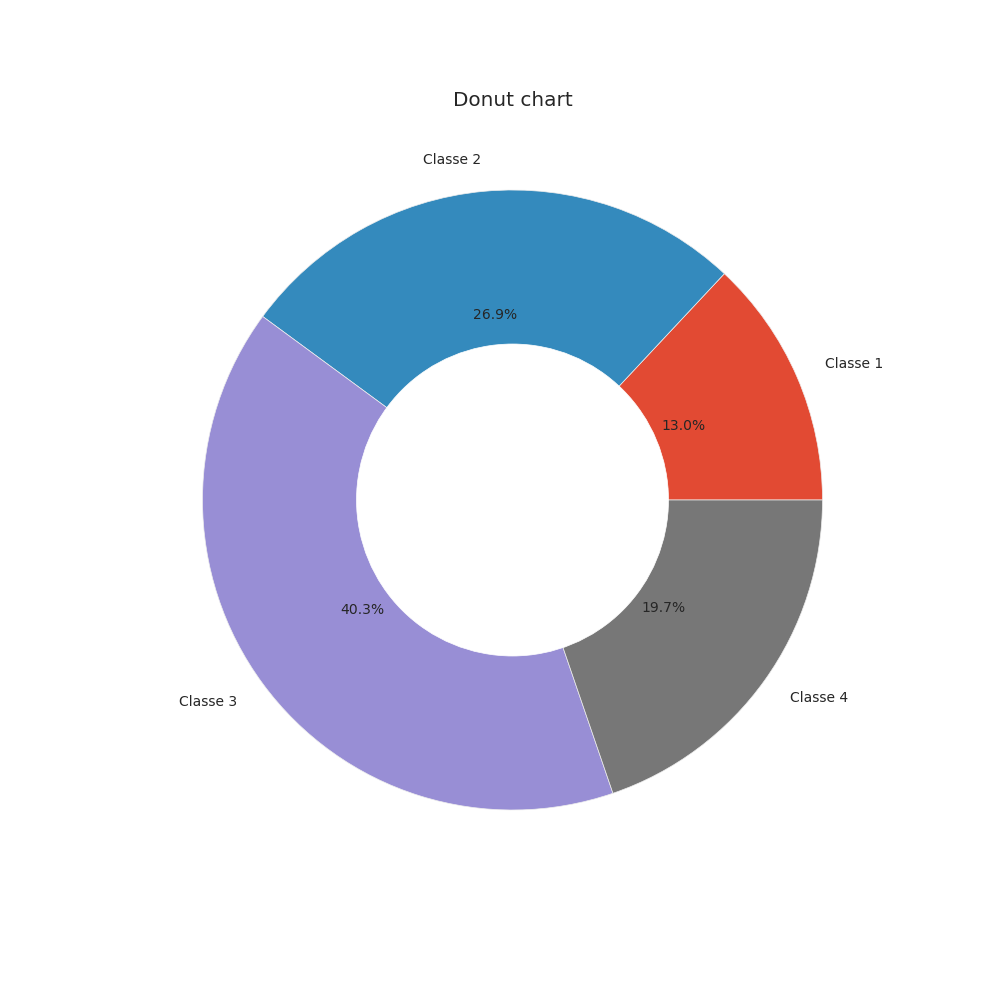 Donut chart
Classe 2
26.9%
Classe 1
13.0%
40.3%
19.7%
Classe 3
Classe 4